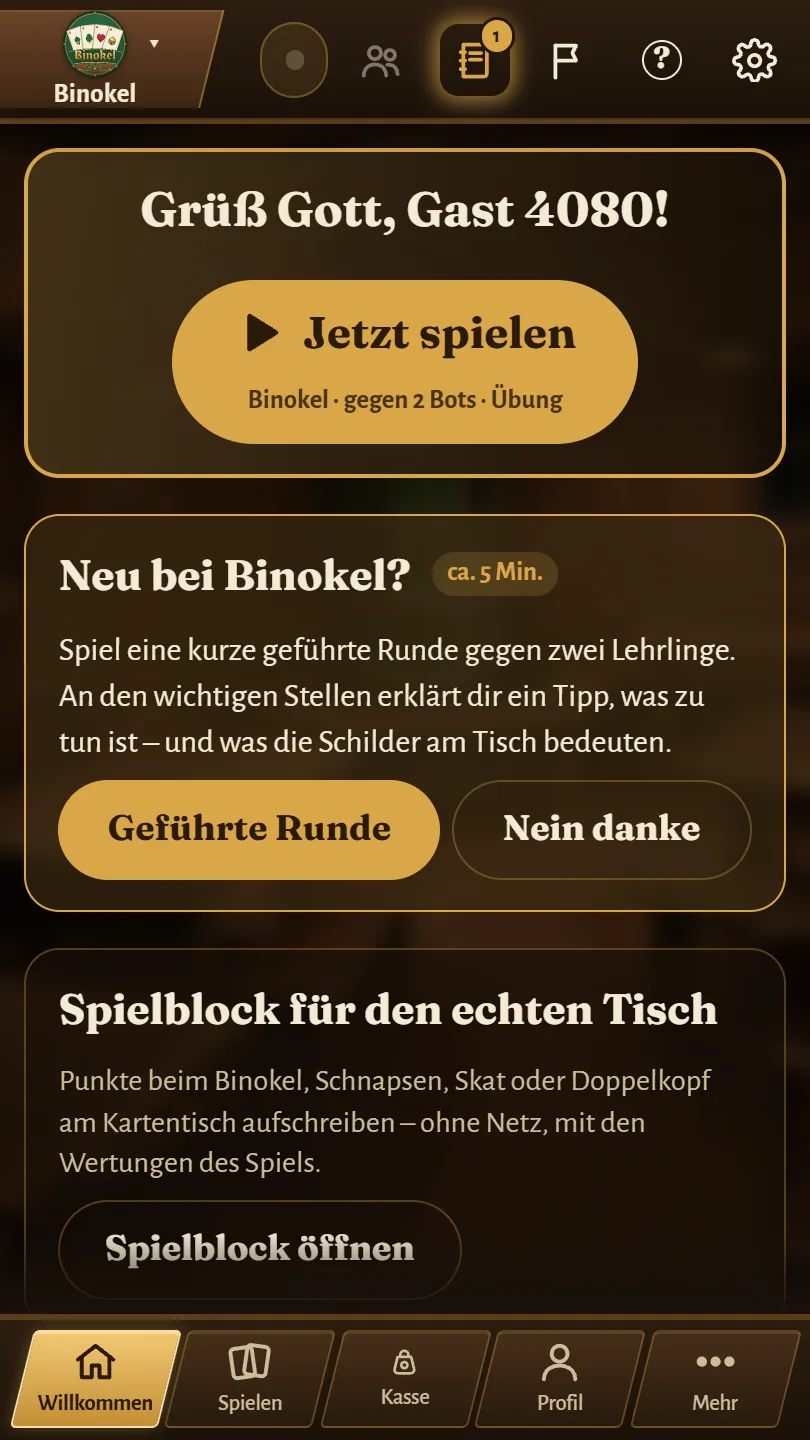 Binokel
Binokel
1
?
Grüß Gott, Gast 4080!
Jetzt spielen
Binokel · gegen 2 Bots · Übung
Neu bei Binokel?
ca. 5 Min.
Spiel eine kurze geführte Runde gegen zwei Lehrlinge.
An den wichtigen Stellen erklärt dir ein Tipp, was zu
tun ist – und was die Schilder am Tisch bedeuten.
Geführte Runde
Nein danke
Spielblock für den echten Tisch
Punkte beim Binokel, Schnapsen, Skat oder Doppelkopf
am Kartentisch aufschreiben – ohne Netz, mit den
Wertungen des Spiels.
Spielblock öffnen
Willkommen
Spielen
Kasse
Profil
Mehr